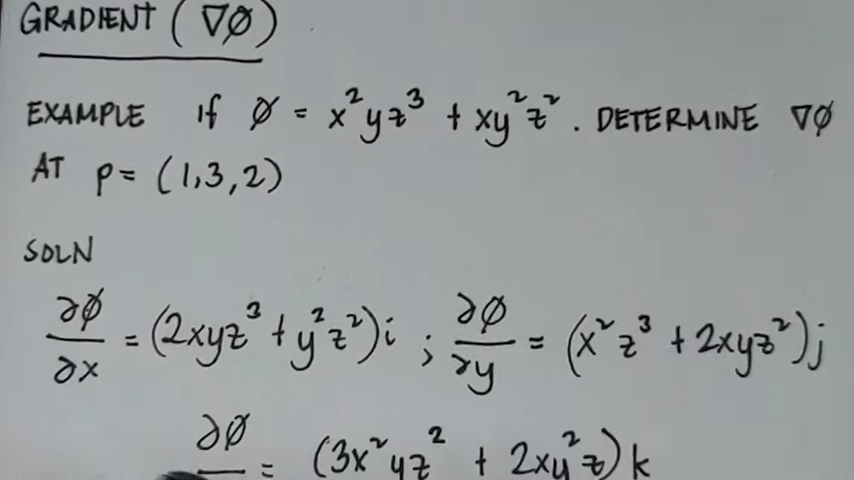 GRADIENT (∇Ø)
EXAMPLE If Ø = x²yz³ + xy²z². DETERMINE ∇Ø
AT P= (1,3,2)
SOLN
∂Ø/∂x = (2xyz³ + y²z²)i ; ∂Ø/∂y = (x²z³ + 2xyz²)j
∂Ø = (3x²yz² + 2xy²z)k